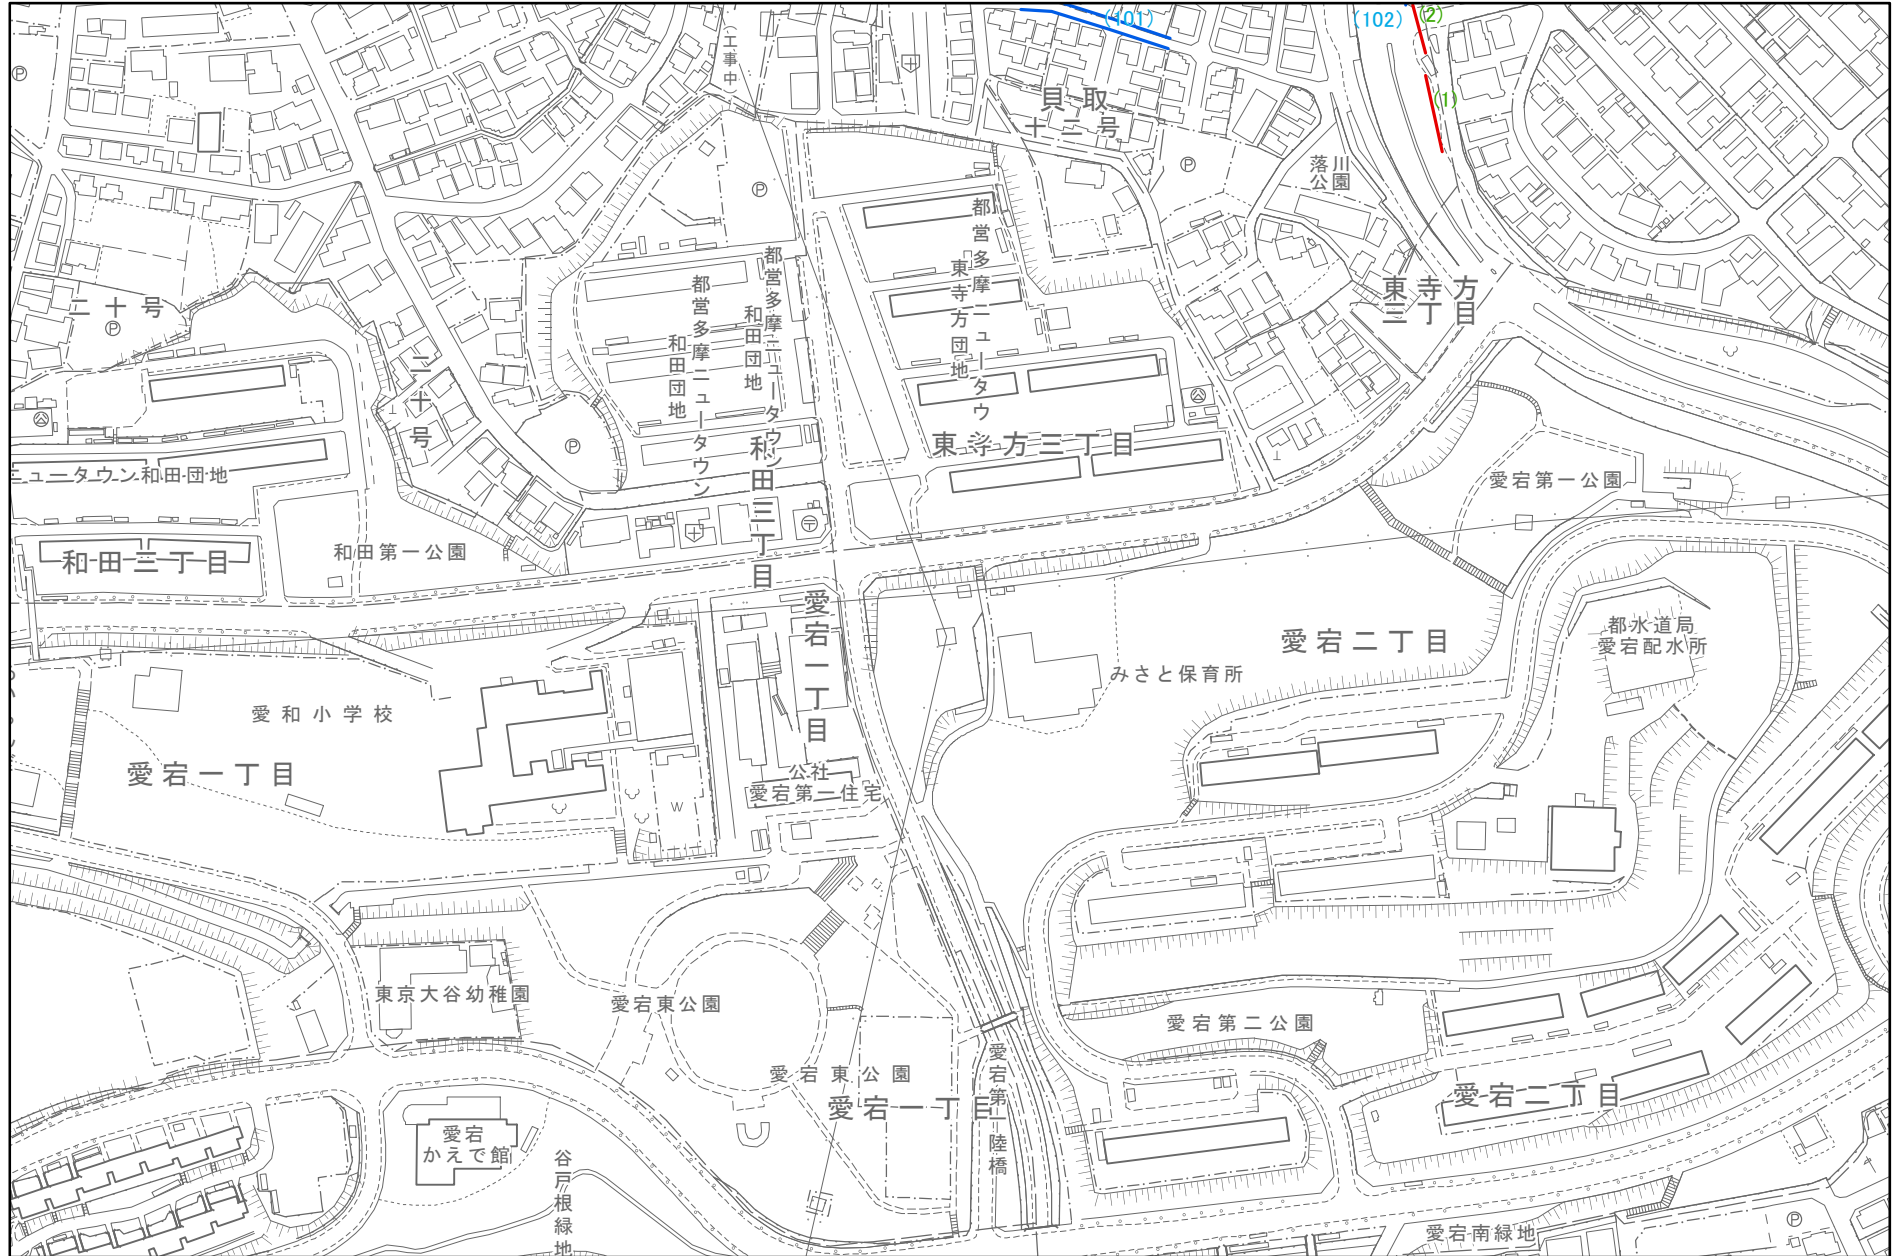 (101)
(102)
(2)
(1)
(工事中)
貝取
十二号
落川
公園
都営多摩ニュータウ
東寺方団地
都営多摩ニュータウン
和田団地
都営多摩ニュータウン
和田団地
二十号
二十号
東寺方
三丁目
東寺方三丁目
和田三丁目
ニュータウン和田団地
愛宕第一公園
和田三丁目
和田第一公園
愛宕一丁目
愛宕二丁目
都水道局
愛宕配水所
みさと保育所
愛和小学校
愛宕一丁目
公社
愛宕第一住宅
W
東京大谷幼稚園
愛宕東公園
愛宕第二公園
愛宕東公園
愛宕一丁目
愛宕第一陸橋
愛宕二丁目
愛宕
かえで館
谷戸根緑地
愛宕南緑地
P
P
P
P
P
P